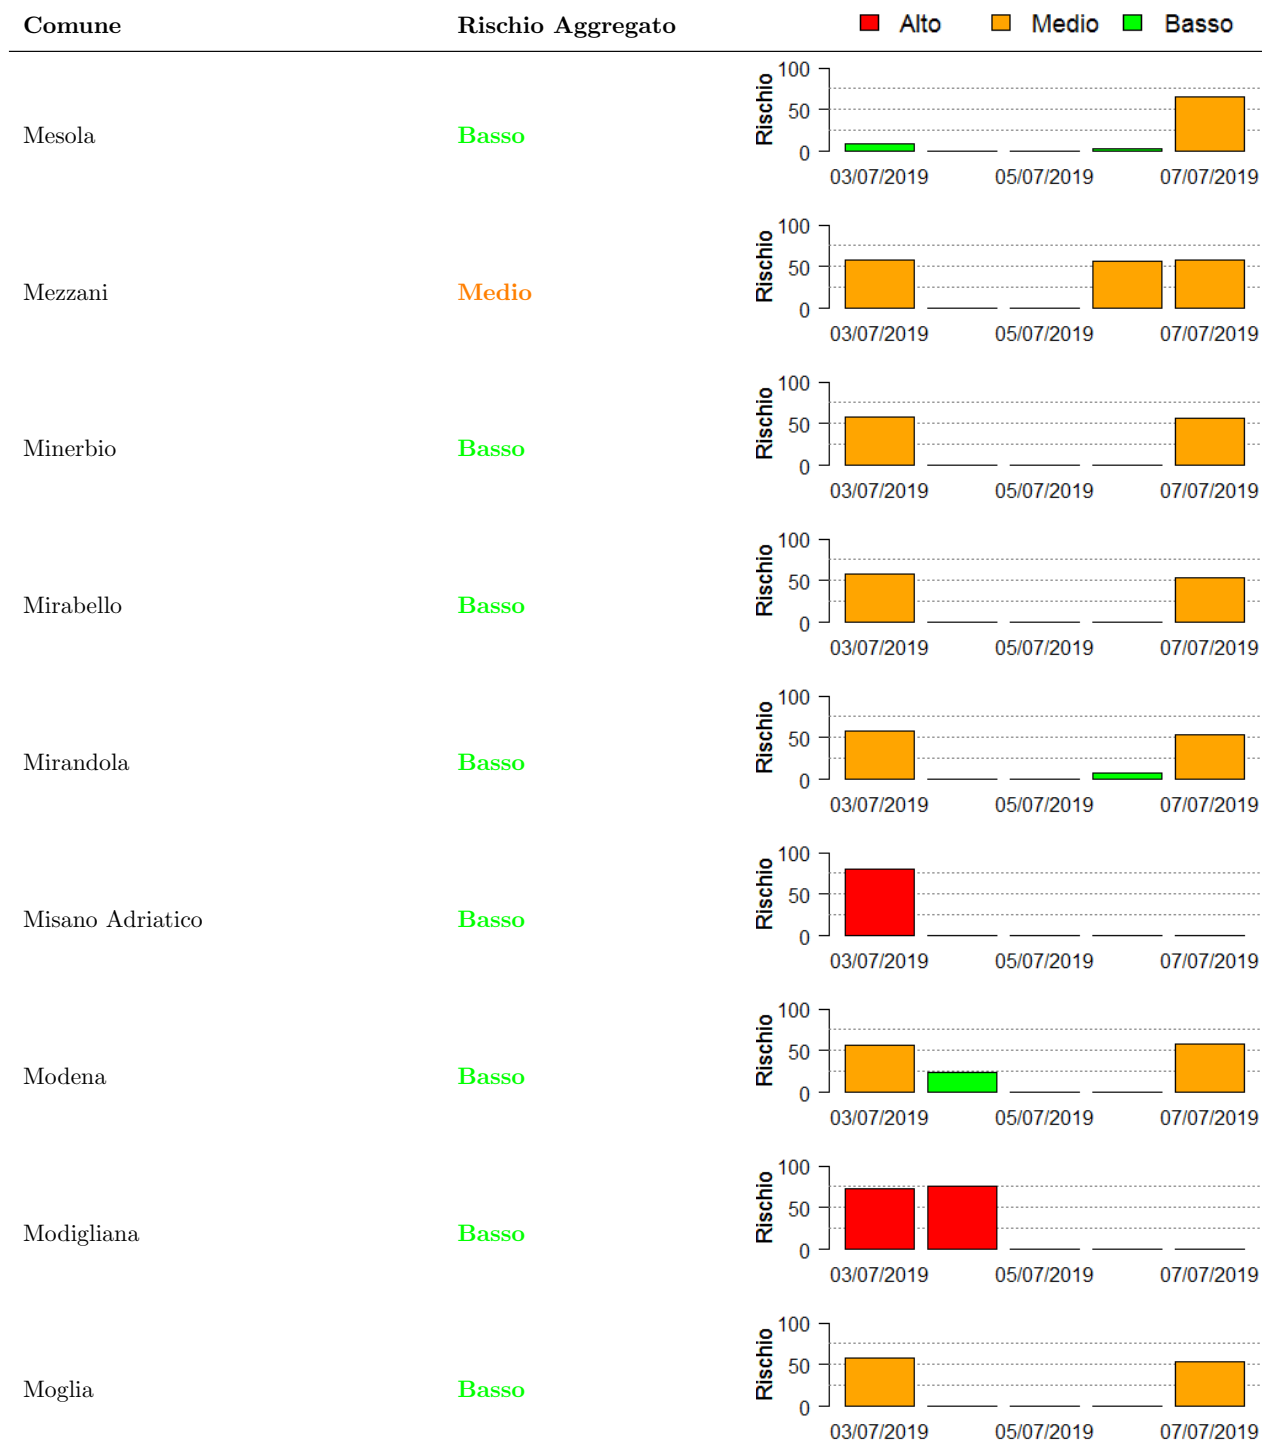 Comune Rischio Aggregato Alto Medio Basso
100
50
0
Rischio
Mesola Basso
03/07/2019 05/07/2019 07/07/2019
100
50
0
Rischio
Mezzani Medio
03/07/2019 05/07/2019 07/07/2019
100
50
0
Rischio
Minerbio Basso
03/07/2019 05/07/2019 07/07/2019
100
50
0
Rischio
Mirabello Basso
03/07/2019 05/07/2019 07/07/2019
100
50
0
Rischio
Mirandola Basso
03/07/2019 05/07/2019 07/07/2019
100
50
0
Rischio
Misano Adriatico Basso
03/07/2019 05/07/2019 07/07/2019
100
50
0
Rischio
Modena Basso
03/07/2019 05/07/2019 07/07/2019
100
50
0
Rischio
Modigliana Basso
03/07/2019 05/07/2019 07/07/2019
100
50
0
Rischio
Moglia Basso
03/07/2019 05/07/2019 07/07/2019